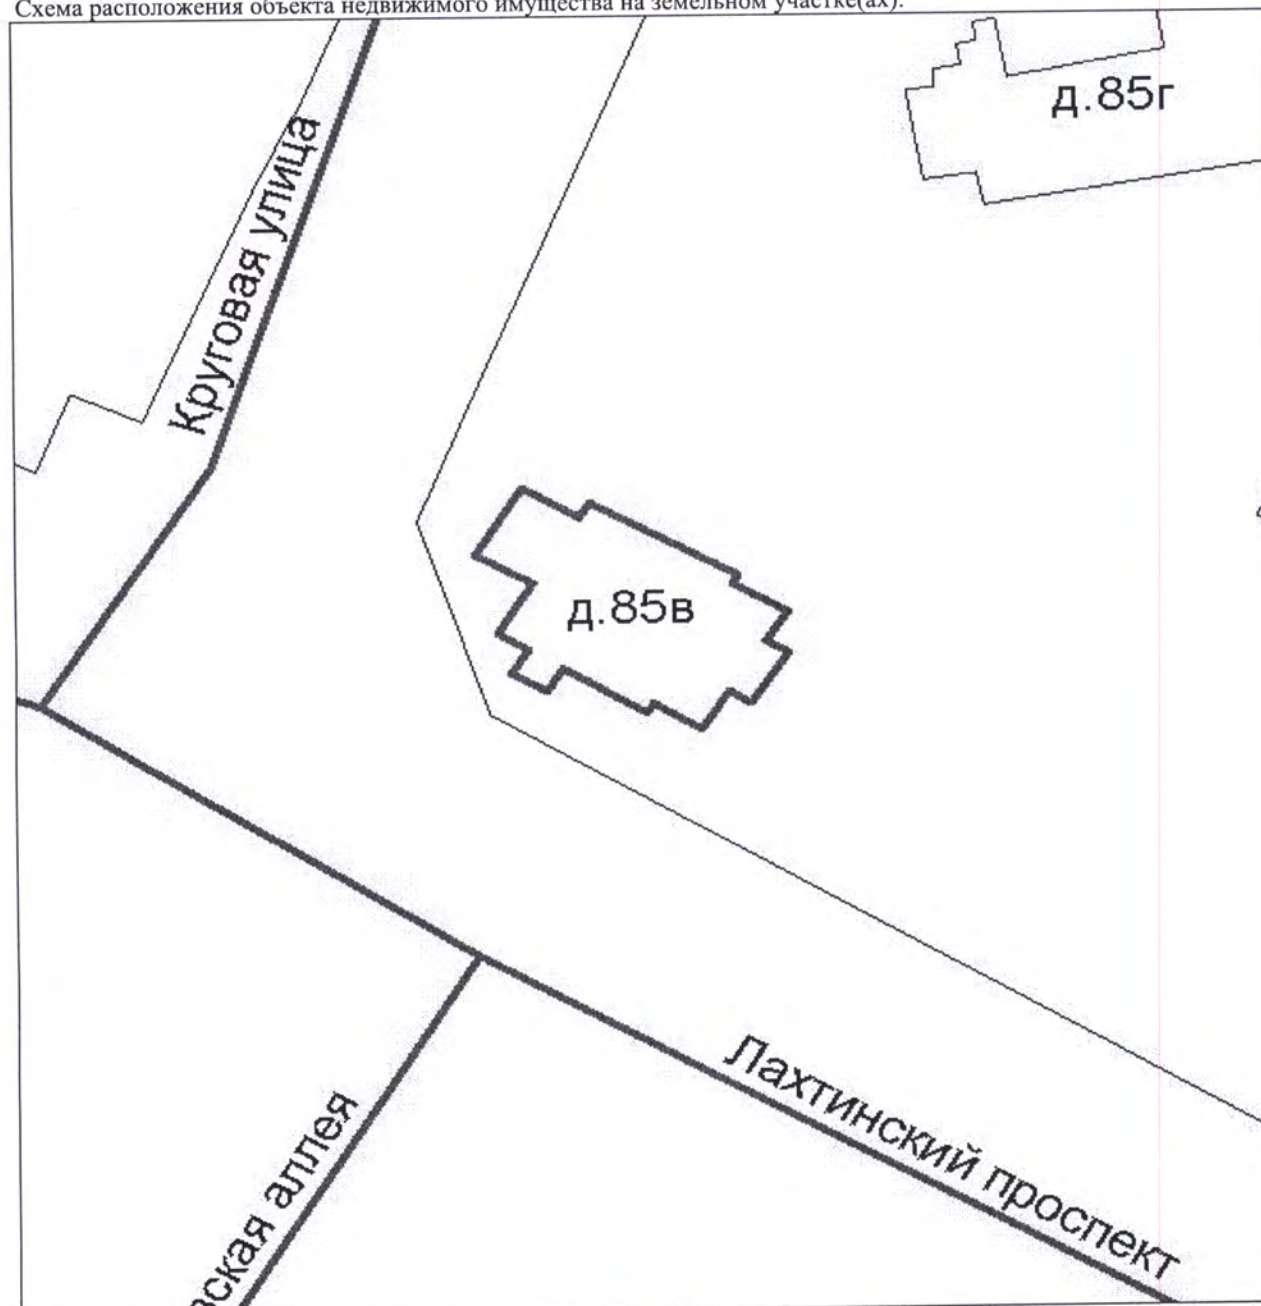 Схема расположения объекта недвижимого имущества на земельном участке(ах):
д.85г
Круговая улица
д.85в
Лахтинский проспект
аллея